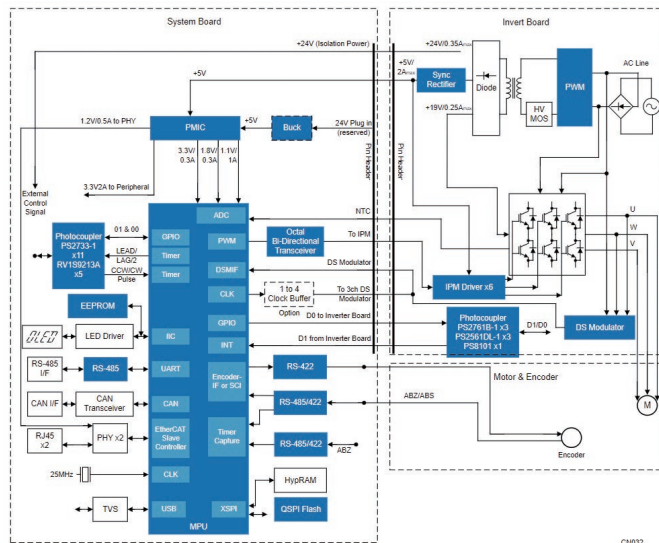 System Board
Invert Board
+24V (Isolation Power)
+24V/0.35Amax
+5V
+5V/
2Amax
Sync
Rectifier
Diode
PWM
AC Line
+19V/0.25Amax
HV
MOS
1.2V/0.5A to PHY
PMIC
+5V
Buck
24V Plug in
(reserved)
Pin Header
Pin Header
3.3V/
0.3A
1.8V/
0.3A
1.1V/
1A
3.3V2A to Peripheral
External
Control
Signal
ADC
NTC
U
W
V
Photocoupler
PS2733-1
x11
RV1S9213A
x5
01 & 00
LEAD/
LAG/2
CCW/CW
Pulse
GPIO
Timer
Timer
PWM
Octal
Bi-Directional
Transceiver
To IPM
DSMIF
DS Modulator
IPM Driver x6
CLK
1 to 4
Clock Buffer
Option
To 3ch DS
Modulator
EEPROM
GPIO
D0 to Inverter Board
Photocoupler
PS2761B-1 x3
PS2561DL-1 x3
PS8101 x1
D1/D0
DS Modulator
LED Driver
IIC
INT
D1 from Inverter Board
RS-485
I/F
RS-485
UART
Encoder-
IF or SCI
RS-422
Motor & Encoder
CAN I/F
CAN
Transceiver
CAN
RS-485/422
ABZ/ABS
M
RJ45
x2
PHY x2
EtherCAT
Slave
Controller
Timer
Capture
RS-485/422
ABZ
Encoder
25MHz
CLK
HypRAM
TVS
USB
XSPI
QSPI Flash
MPU
CN032